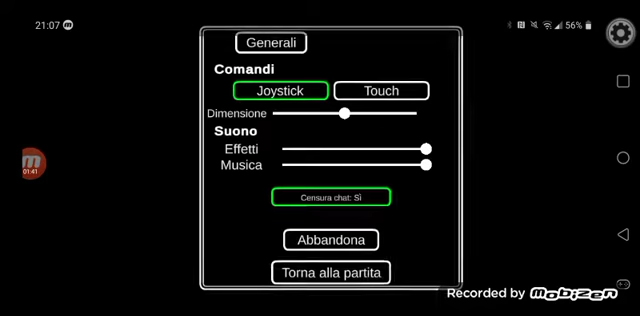 21:07
56%
Generali
Comandi
Joystick Touch
Dimensione
Suono
Effetti
Musica
01:41
Censura chat: Sì
Abbandona
Torna alla partita
Recorded by mobizen